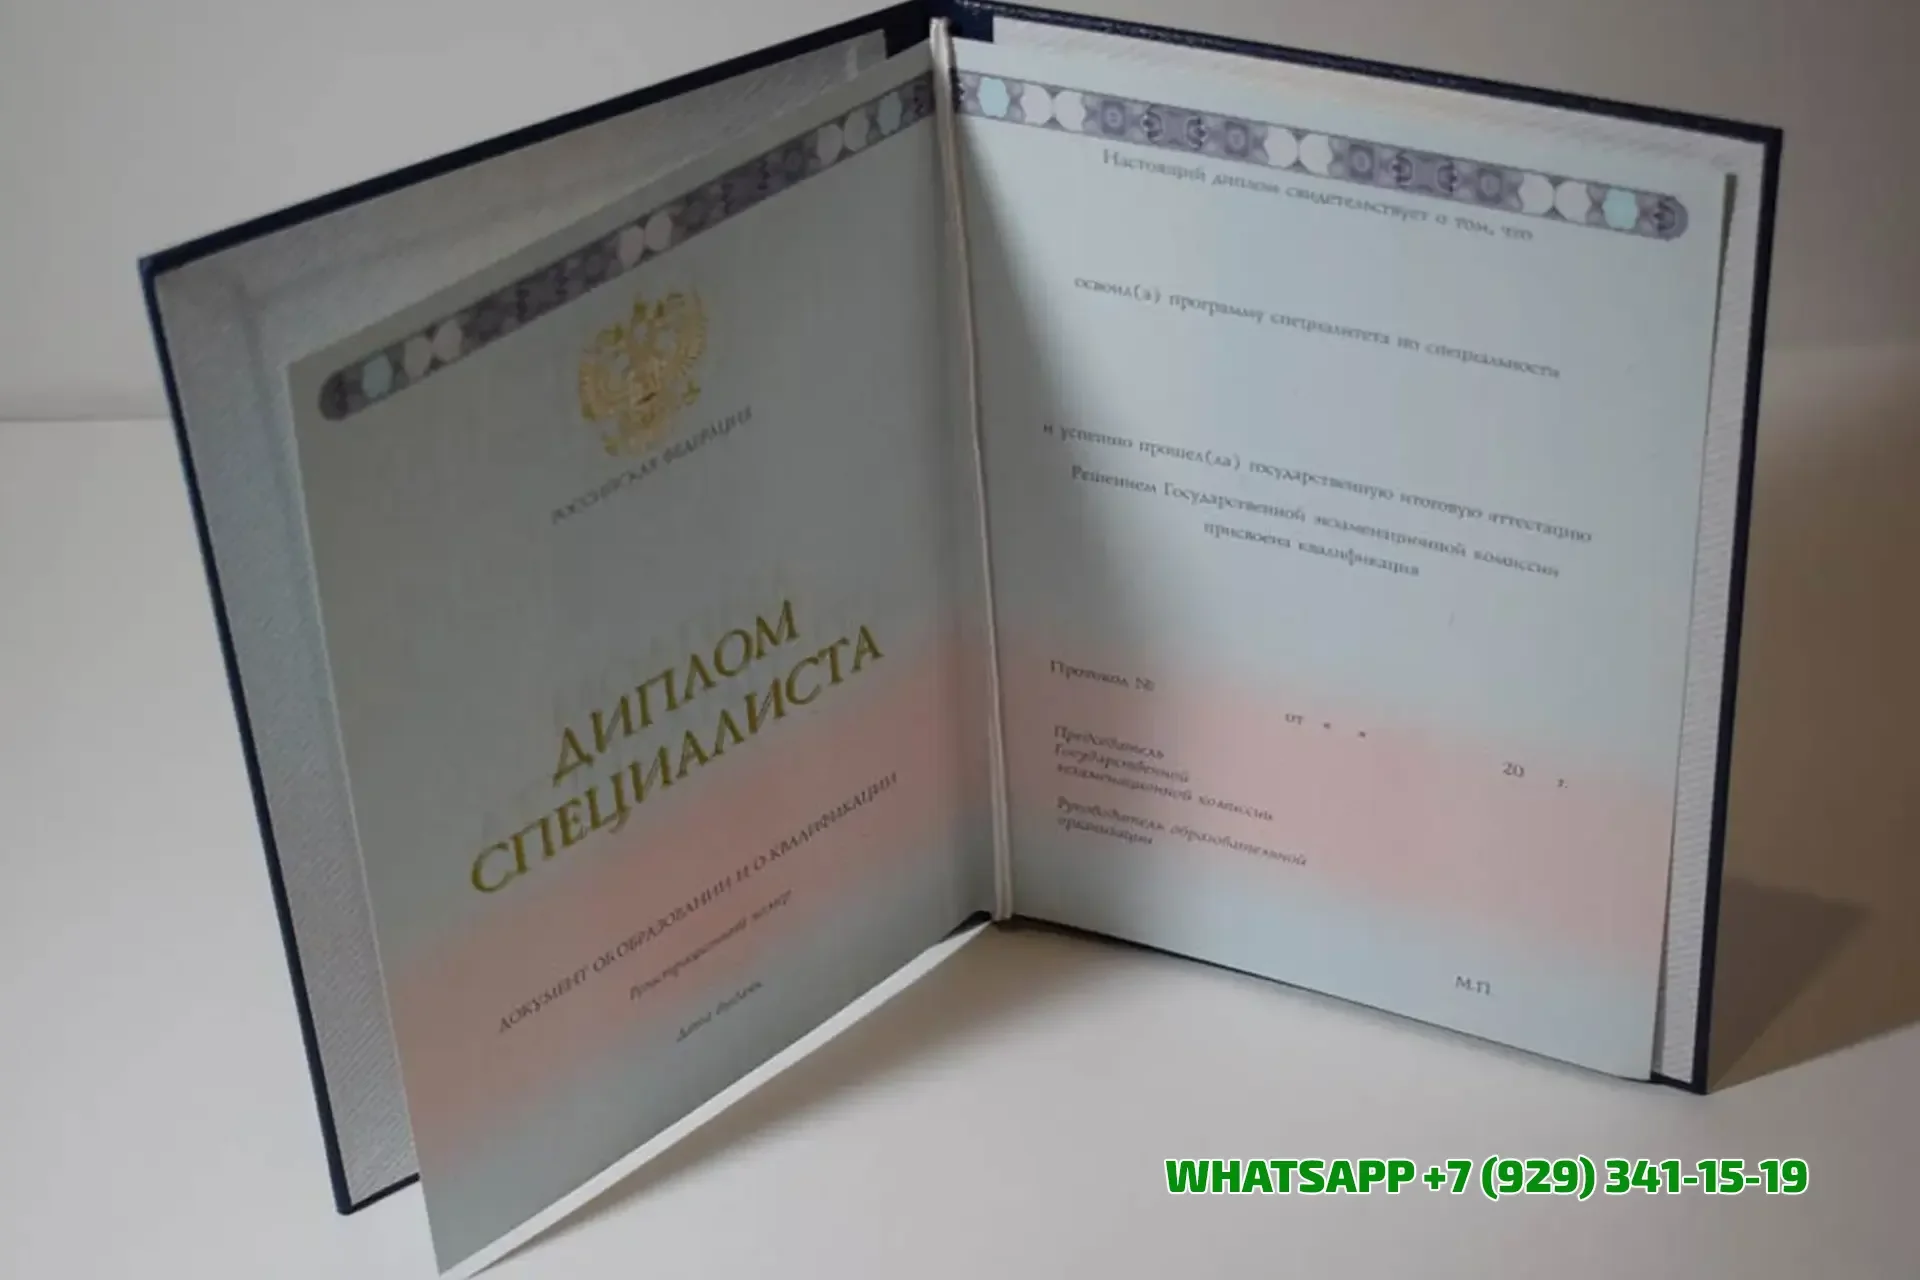 РОССИЙСКАЯ ФЕДЕРАЦИЯ
ДИПЛОМ
СПЕЦИАЛИСТА
ДОКУМЕНТ ОБ ОБРАЗОВАНИИ И О КВАЛИФИКАЦИИ
Регистрационный номер
Дата выдачи
Настоящий диплом свидетельствует о том, что
освоил(а) программу специалитета по специальности
и успешно прошел(ла) государственную итоговую аттестацию
Решением Государственной экзаменационной комиссии
присвоена квалификация
Протокол №
от « »
20 г.
Председатель
Государственной
экзаменационной комиссии
Руководитель образовательной
организации
М.П.
WHATSAPP +7 (929) 341-15-19